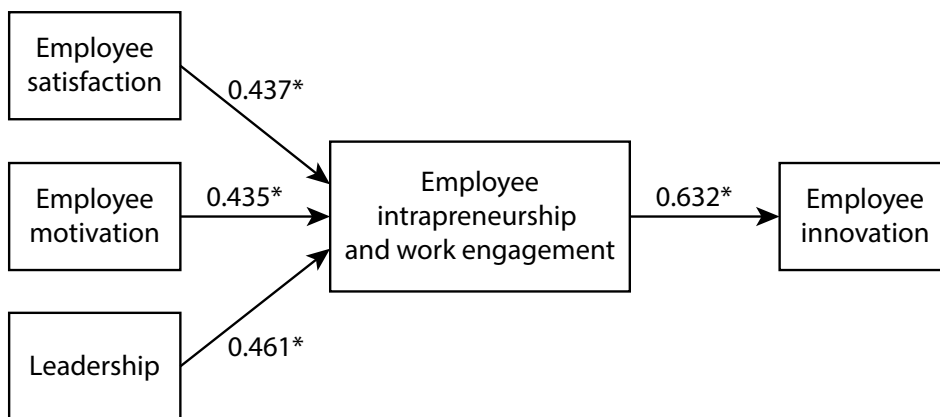 Employee
satisfaction
0.437*
Employee
motivation
0.435*
Leadership
0.461*
Employee
intrapreneurship
and work engagement
0.632*
Employee
innovation